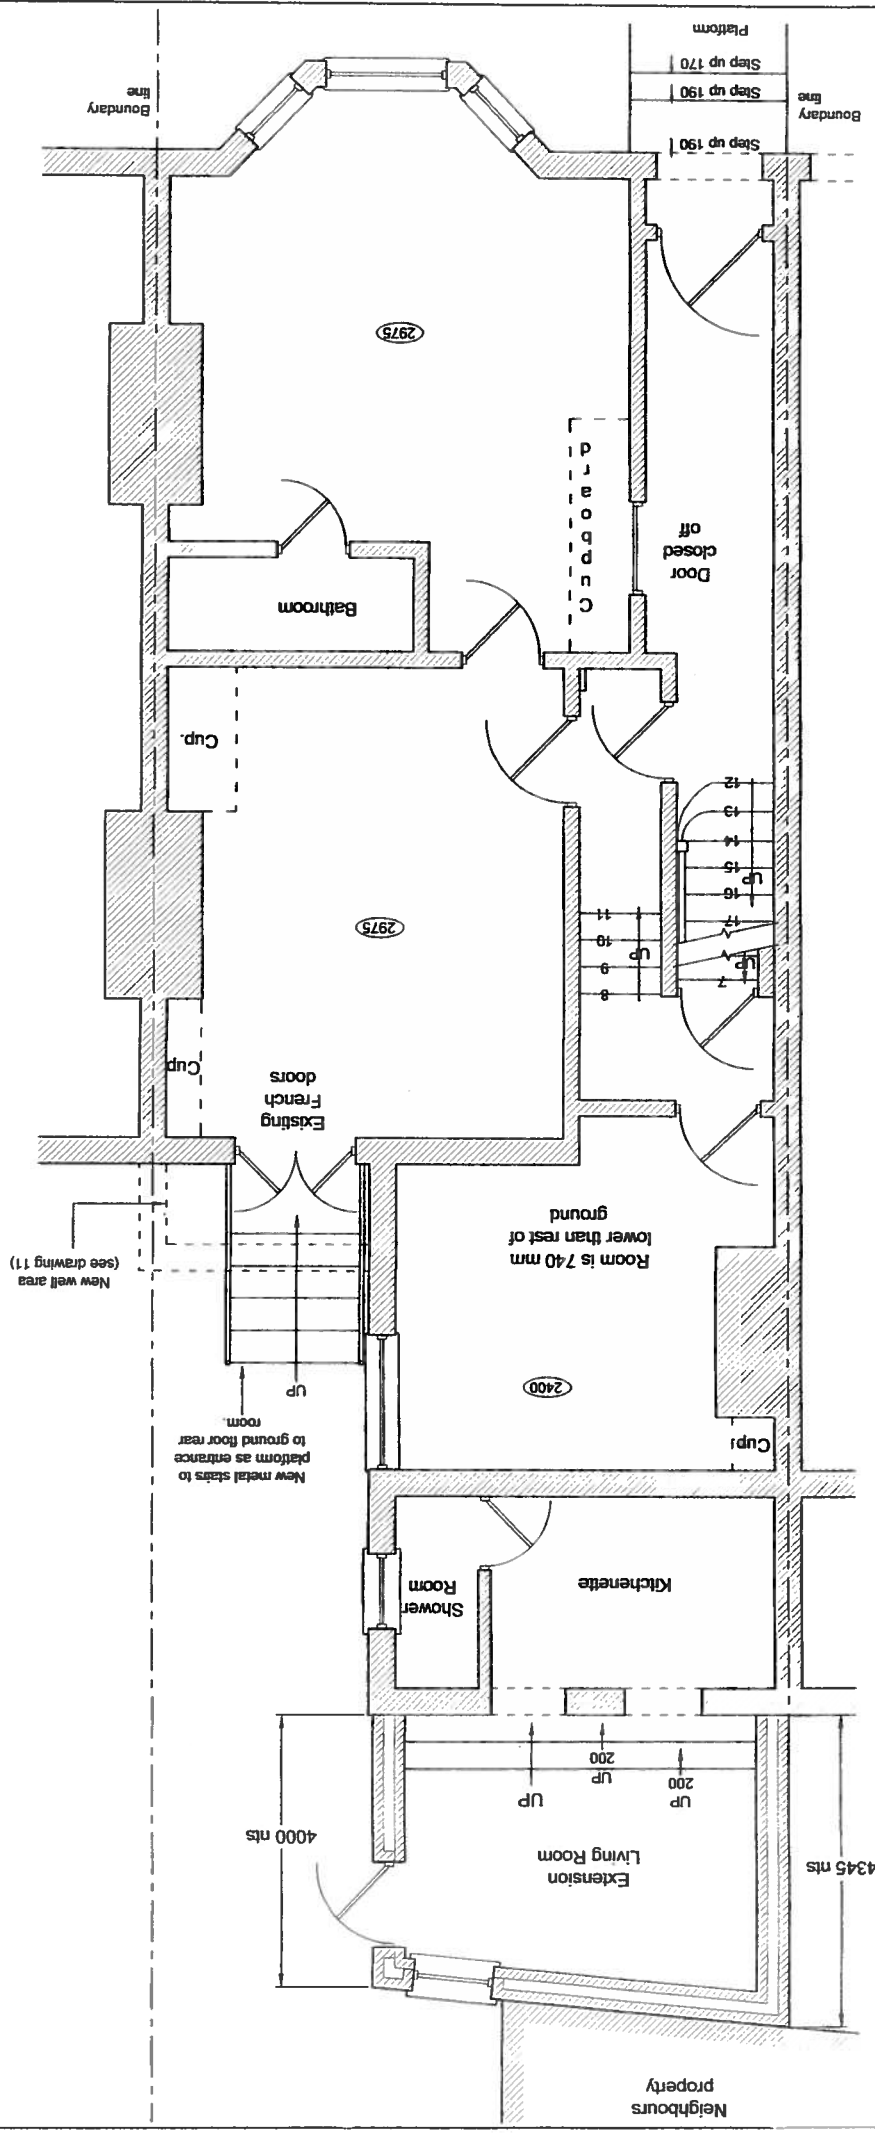 Neighbours
property
4345 nts
Extension
Living Room
4000 nts
UP
200
UP
200
UP
Kitchenette
Shower
Room
Cup.
2400
New metal stairs to
platform as entrance
to ground floor rear
room.
UP
Room is 740 mm
lower than rest of
ground
New well area
(see drawing 11)
Existing
French
doors
Cup
7
UP
17
16
UP
15
14
13
12
8
9
UP
10
11
2975
Cup.
Door
closed
off
Cupboard
Bathroom
2975
Step up 190
Step up 190
Step up 170
Platform
Boundary
line
Boundary
line